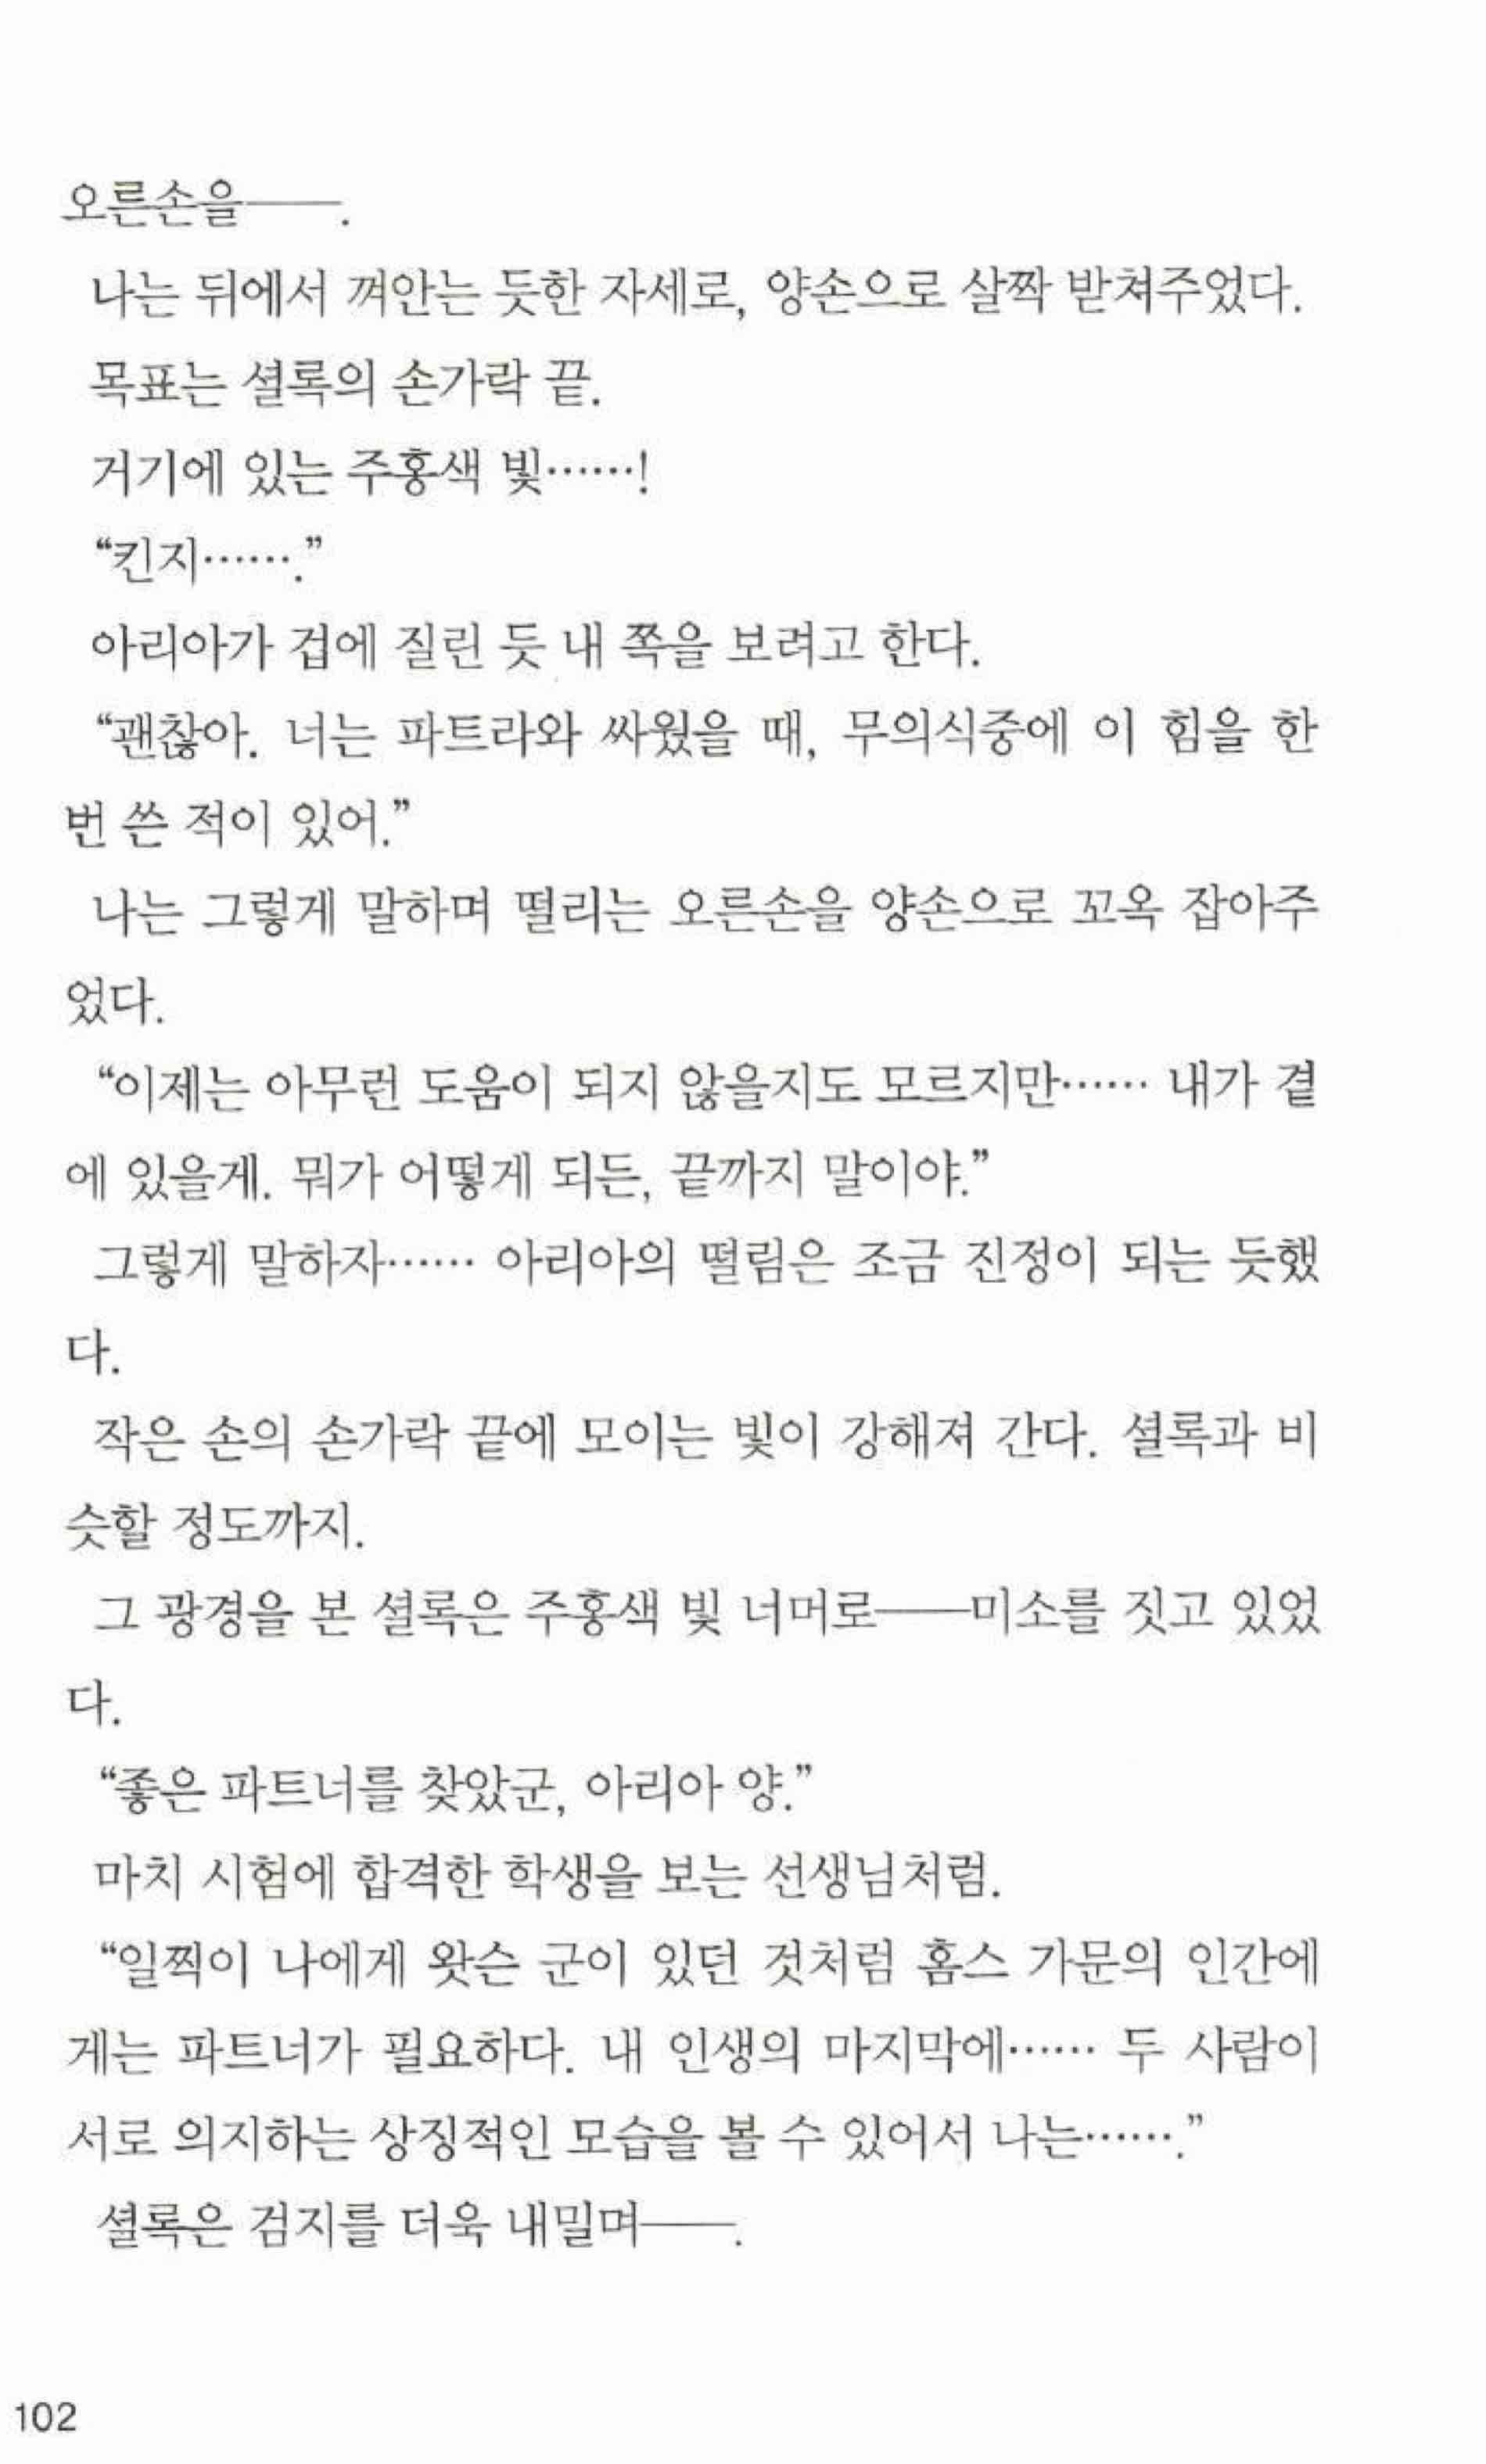 오른손을——.
나는 뒤에서 껴안는 듯한 자세로, 양손으로 살짝 받쳐주었다.
목표는 셜록의 손가락 끝.
거기에 있는 주홍색 빛……!
“킨지…….”
아리아가 겁에 질린 듯 내 쪽을 보려고 한다.
“괜찮아. 너는 파트라와 싸웠을 때, 무의식중에 이 힘을 한
번 쓴 적이 있어.”
나는 그렇게 말하며 떨리는 오른손을 양손으로 꼬옥 잡아주
었다.
“이제는 아무런 도움이 되지 않을지도 모르지만…… 내가 곁
에 있을게. 뭐가 어떻게 되든, 끝까지 말이야.”
그렇게 말하자…… 아리아의 떨림은 조금 진정이 되는 듯했
다.
작은 손의 손가락 끝에 모이는 빛이 강해져 간다. 셜록과 비
슷할 정도까지.
그 광경을 본 셜록은 주홍색 빛 너머로——미소를 짓고 있었
다.
“좋은 파트너를 찾았군, 아리아 양.”
마치 시험에 합격한 학생을 보는 선생님처럼.
“일찍이 나에게 왓슨 군이 있던 것처럼 홈스 가문의 인간에
게는 파트너가 필요하다. 내 인생의 마지막에…… 두 사람이
서로 의지하는 상징적인 모습을 볼 수 있어서 나는…….”
셜록은 검지를 더욱 내밀며——.
102